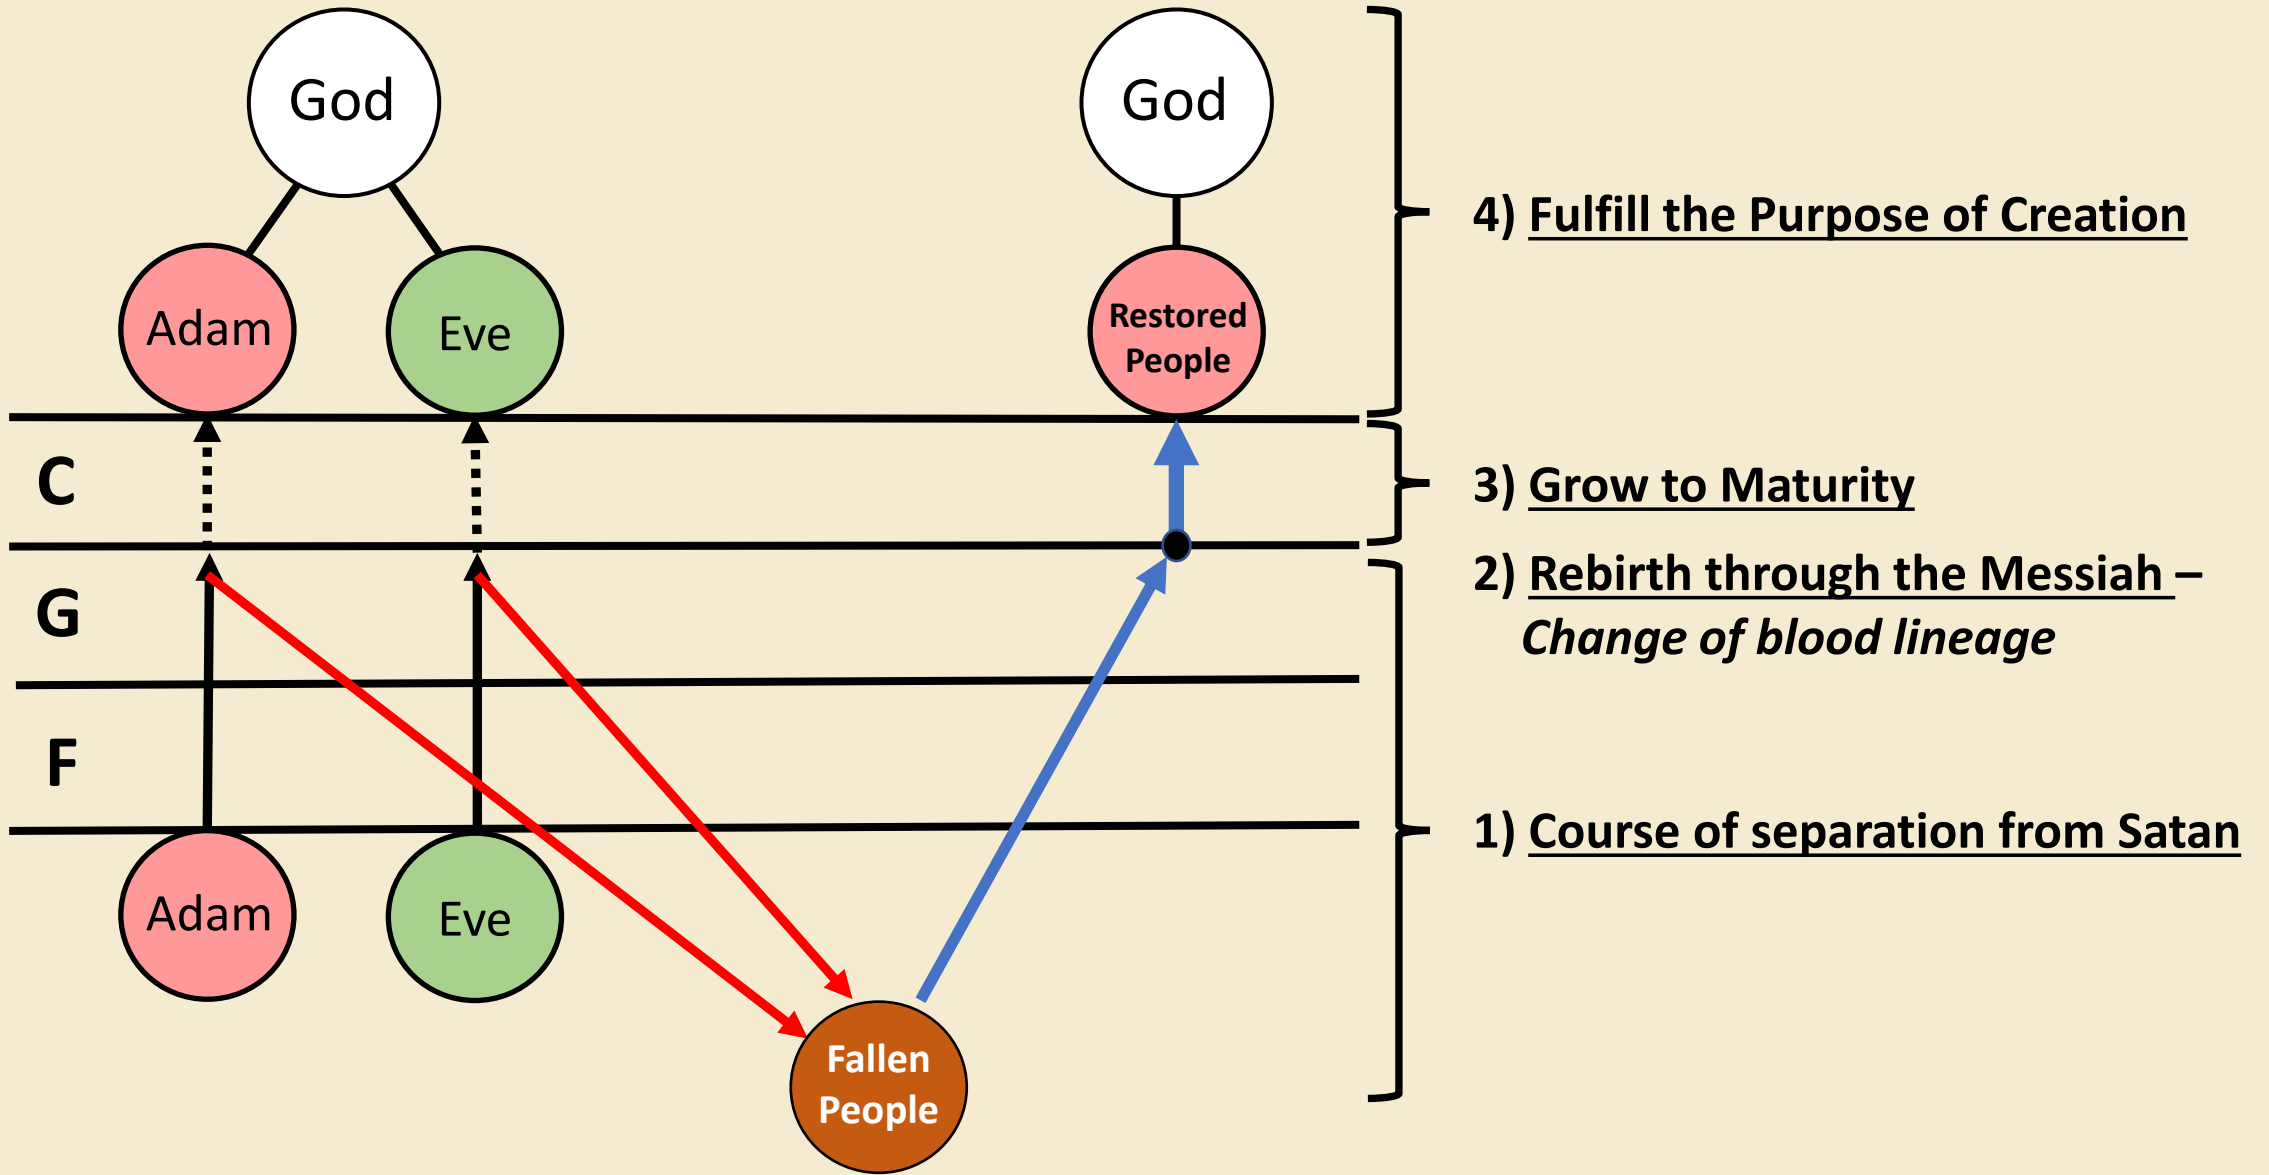 God
God
Adam
Eve
Restored
People
4) Fulfill the Purpose of Creation
C
3) Grow to Maturity
G
2) Rebirth through the Messiah –
Change of blood lineage
F
1) Course of separation from Satan
Adam
Eve
Fallen
People